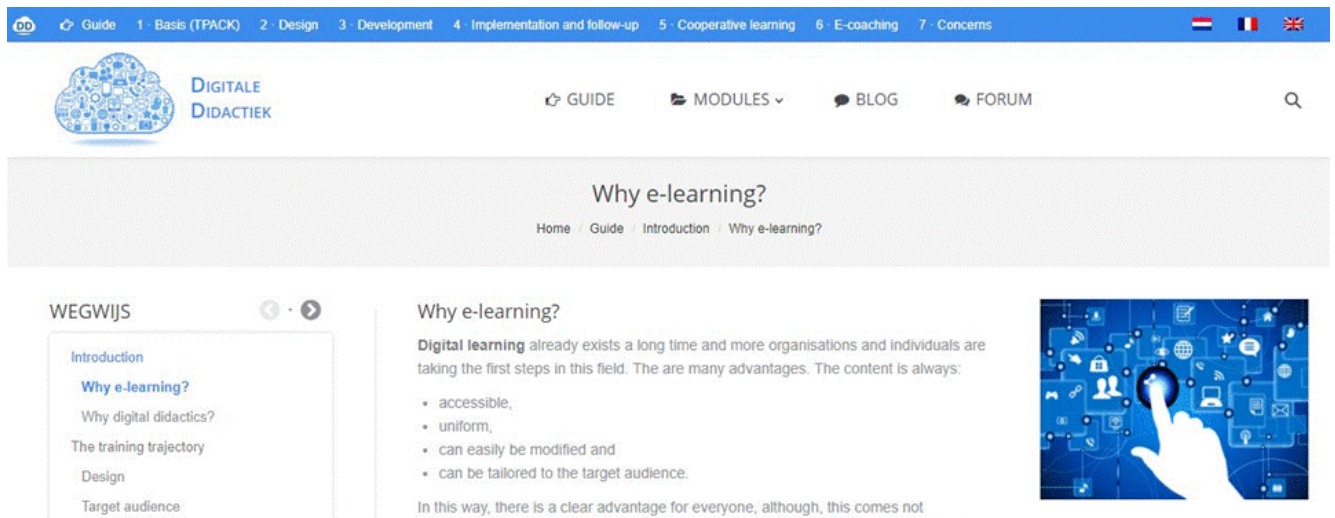 DD Guide 1 · Basis (TPACK) 2 · Design 3 · Development 4 · Implementation and follow-up 5 · Cooperative learning 6 · E-coaching 7 · Concerns
DIGITALE
DIDACTIEK
GUIDE MODULES BLOG FORUM
Why e-learning?
Home / Guide / Introduction / Why e-learning?
WEGWIJS
Introduction
Why e-learning?
Why digital didactics?
The training trajectory
Design
Target audience
Why e-learning?
Digital learning already exists a long time and more organisations and individuals are
taking the first steps in this field. The are many advantages. The content is always:
• accessible,
• uniform,
• can easily be modified and
• can be tailored to the target audience.
In this way, there is a clear advantage for everyone, although, this comes not